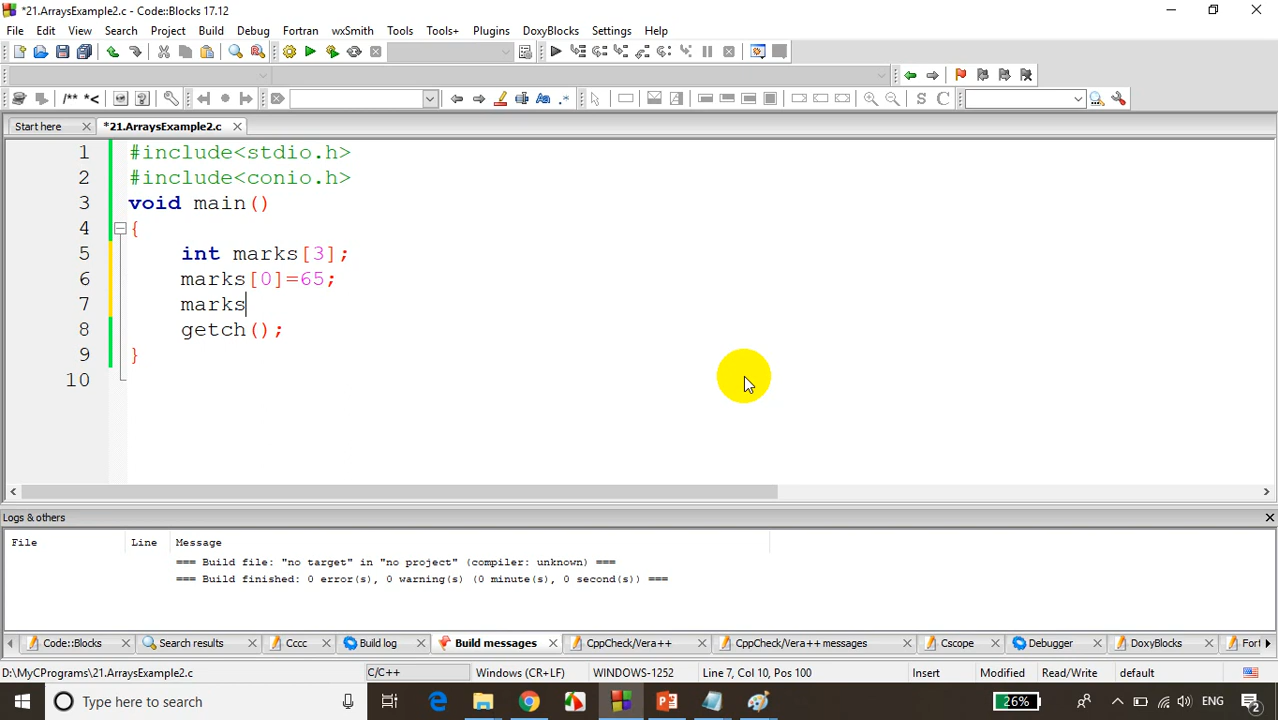 *21.ArraysExample2.c - Code::Blocks 17.12
File Edit View Search Project Build Debug Fortran wxSmith Tools Tools+ Plugins DoxyBlocks Settings Help
/** *<
S C
Start here *21.ArraysExample2.c
1 #include<stdio.h>
2 #include<conio.h>
3 void main()
4 {
5 int marks[3];
6 marks[0]=65;
7 marks
8 getch();
9 }
10
Logs & others
File Line Message
=== Build file: "no target" in "no project" (compiler: unknown) ===
=== Build finished: 0 error(s), 0 warning(s) (0 minute(s), 0 second(s)) ===
Code::Blocks Search results Cccc Build log Build messages CppCheck/Vera++ CppCheck/Vera++ messages Cscope Debugger DoxyBlocks Fort
D:\MyCPrograms\21.ArraysExample2.c C/C++ Windows (CR+LF) WINDOWS-1252 Line 7, Col 10, Pos 100 Insert Modified Read/Write default
Type here to search 26% ENG 2